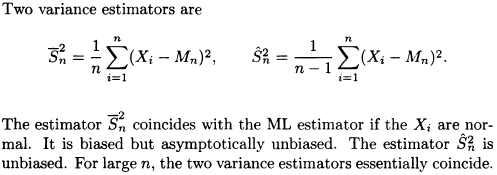 Two variance estimators are
$\overline{S}_n^2 = \frac{1}{n} \sum_{i=1}^{n} (X_i - M_n)^2, \qquad \hat{S}_n^2 = \frac{1}{n-1} \sum_{i=1}^{n} (X_i - M_n)^2.$
The estimator $\overline{S}_n^2$ coincides with the ML estimator if the $X_i$ are nor-
mal. It is biased but asymptotically unbiased. The estimator $\hat{S}_n^2$ is
unbiased. For large $n$, the two variance estimators essentially coincide.